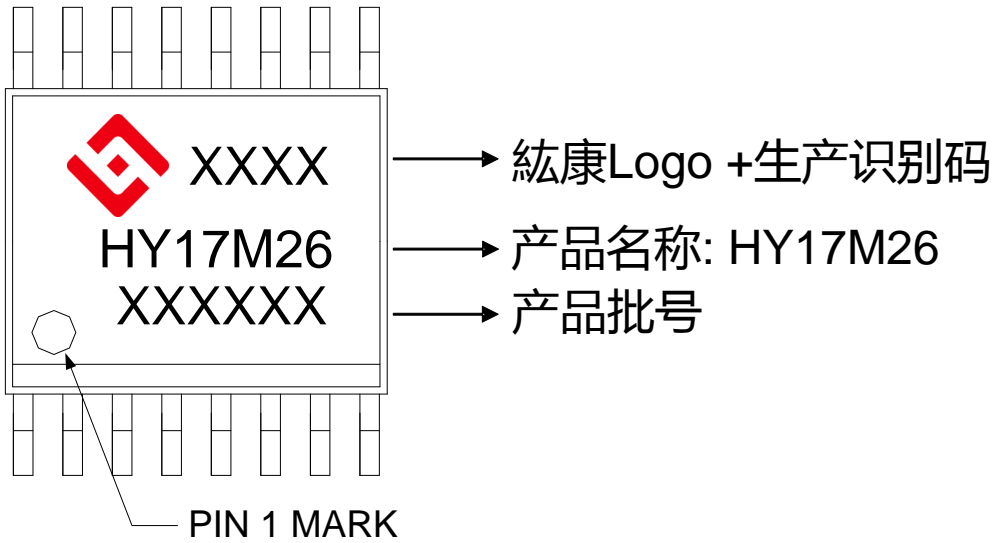 XXXX
紘康Logo +生产识别码
HY17M26
产品名称: HY17M26
XXXXXX
产品批号
PIN 1 MARK